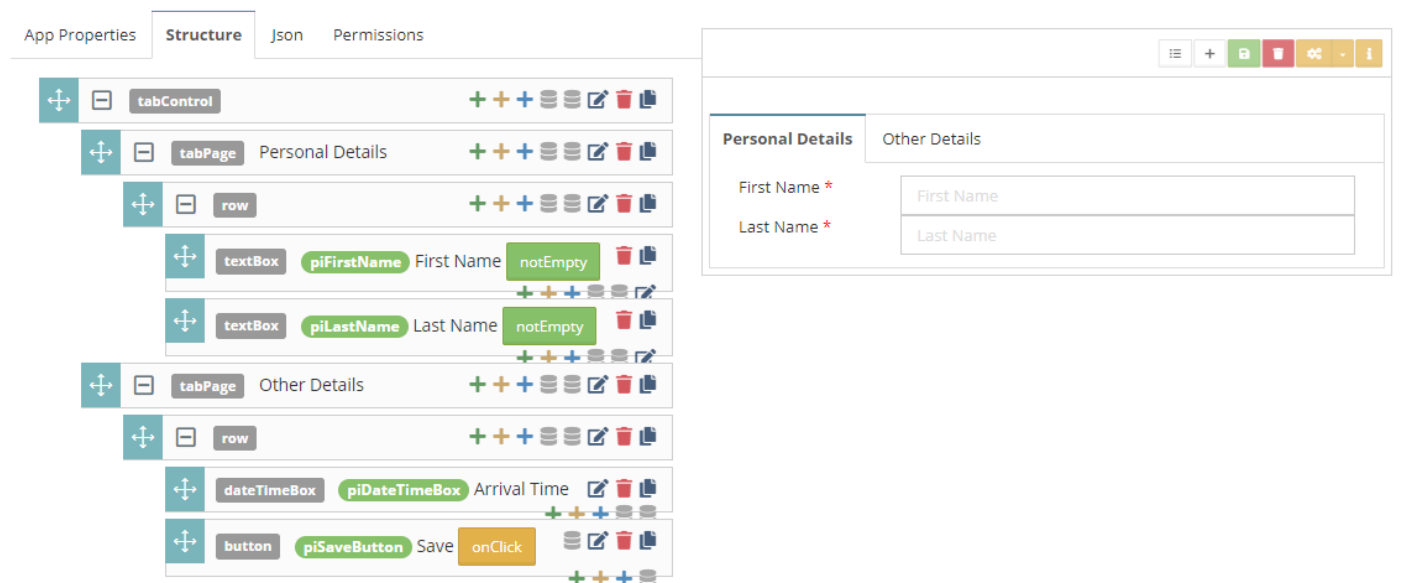 App Properties Structure Json Permissions
tabControl
tabPage Personal Details
row
textBox piFirstName First Name notEmpty
textBox piLastName Last Name notEmpty
tabPage Other Details
row
dateTimeBox piDateTimeBox Arrival Time
button piSaveButton Save onClick
Personal Details Other Details
First Name * First Name
Last Name * Last Name